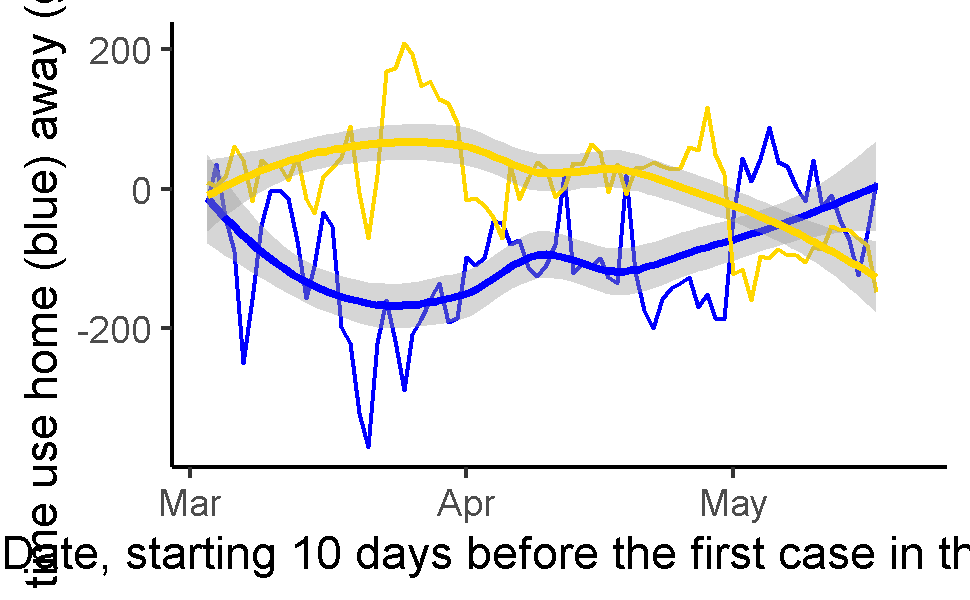 time use home (blue) away (
200
0
-200
Mar Apr May
Date, starting 10 days before the first case in th